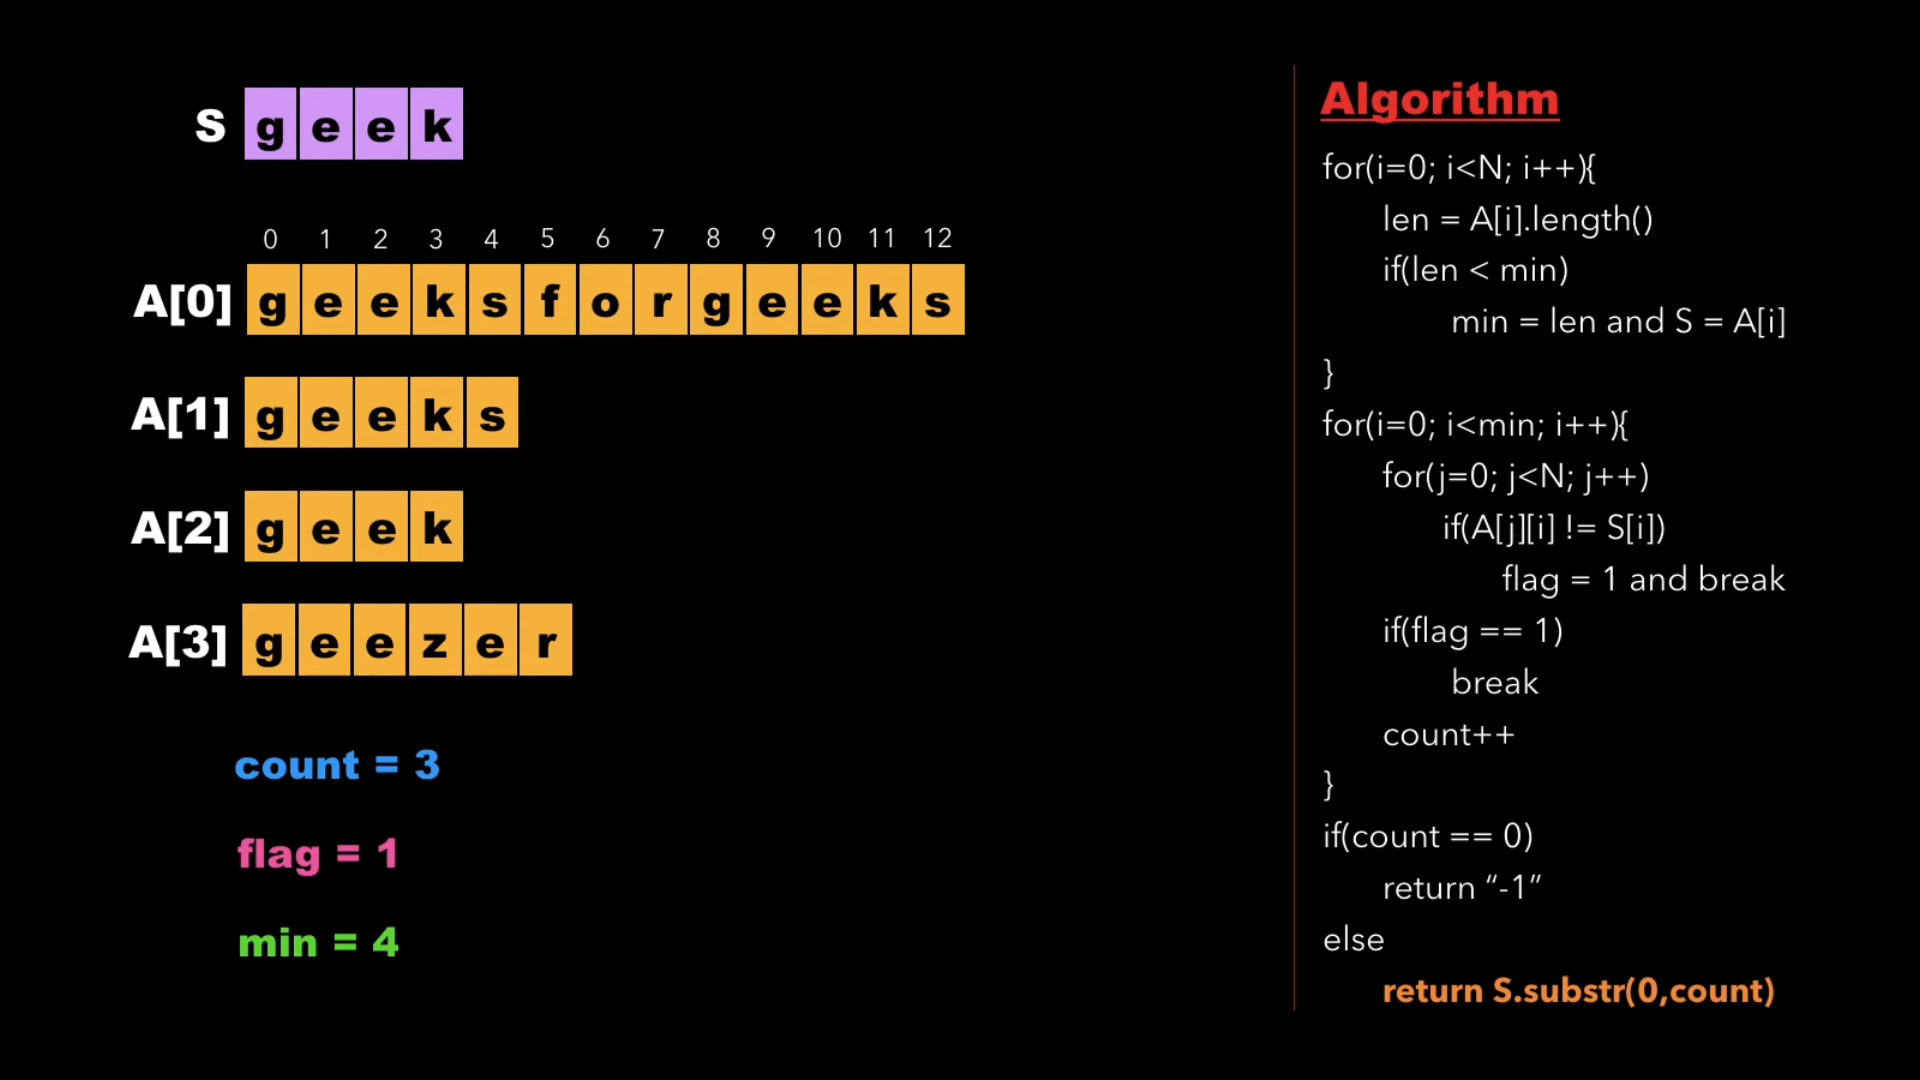 S g e e k
0 1 2 3 4 5 6 7 8 9 10 11 12
A[0] g e e k s f o r g e e k s
A[1] g e e k s
A[2] g e e k
A[3] g e e z e r
count = 3
flag = 1
min = 4
Algorithm
for(i=0; i<N; i++){
len = A[i].length()
if(len < min)
min = len and S = A[i]
}
for(i=0; i<min; i++){
for(j=0; j<N; j++)
if(A[j][i] != S[i])
flag = 1 and break
if(flag == 1)
break
count++
}
if(count == 0)
return “-1”
else
return S.substr(0,count)